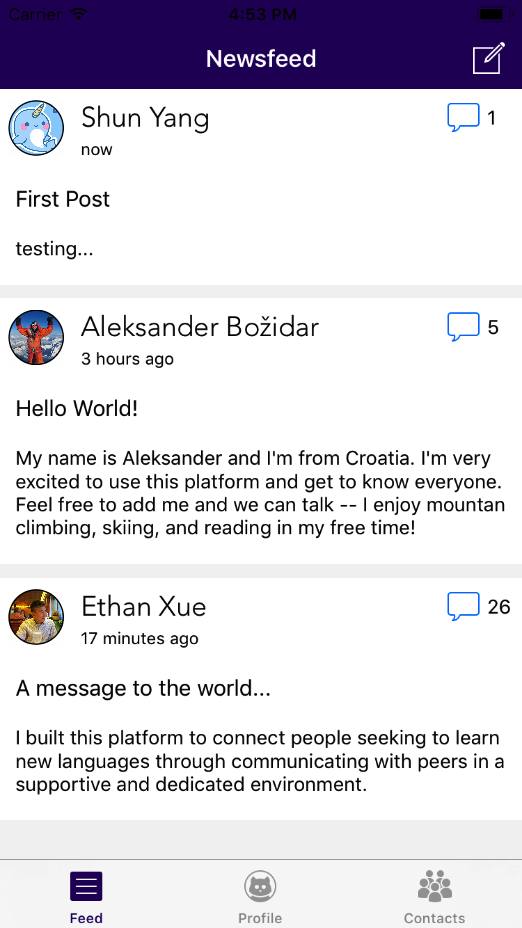 Carrier 4:53 PM
Newsfeed
Shun Yang 1
now
First Post
testing...
Aleksander Božidar 5
3 hours ago
Hello World!
My name is Aleksander and I'm from Croatia. I'm very
excited to use this platform and get to know everyone.
Feel free to add me and we can talk -- I enjoy mountan
climbing, skiing, and reading in my free time!
Ethan Xue 26
17 minutes ago
A message to the world...
I built this platform to connect people seeking to learn
new languages through communicating with peers in a
supportive and dedicated environment.
Feed Profile Contacts